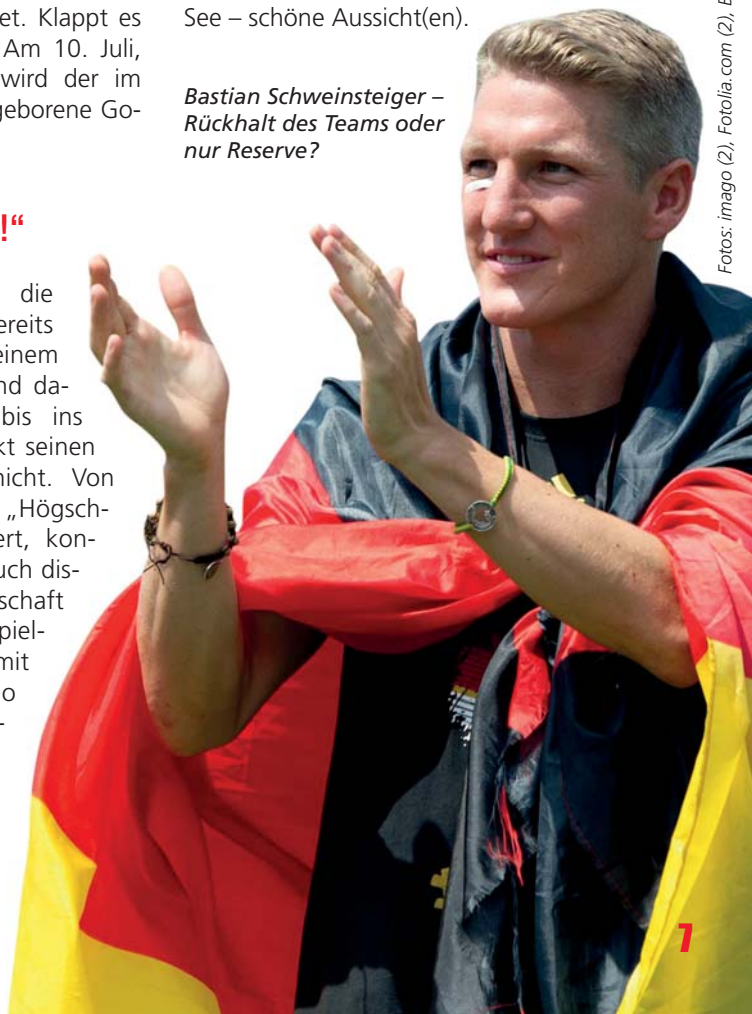 et. Klappt es
Am 10. Juli,
wird der im
geborene Go-
!“
die
ereits
einem
nd da-
bis ins
kt seinen
nicht. Von
„Högsch-
ert, kon-
uch dis-
schaft
piel-
mit
o
-
See – schöne Aussicht(en).
Bastian Schweinsteiger –
Rückhalt des Teams oder
nur Reserve?
Fotos: imago (2), Fotolia.com (2),
7